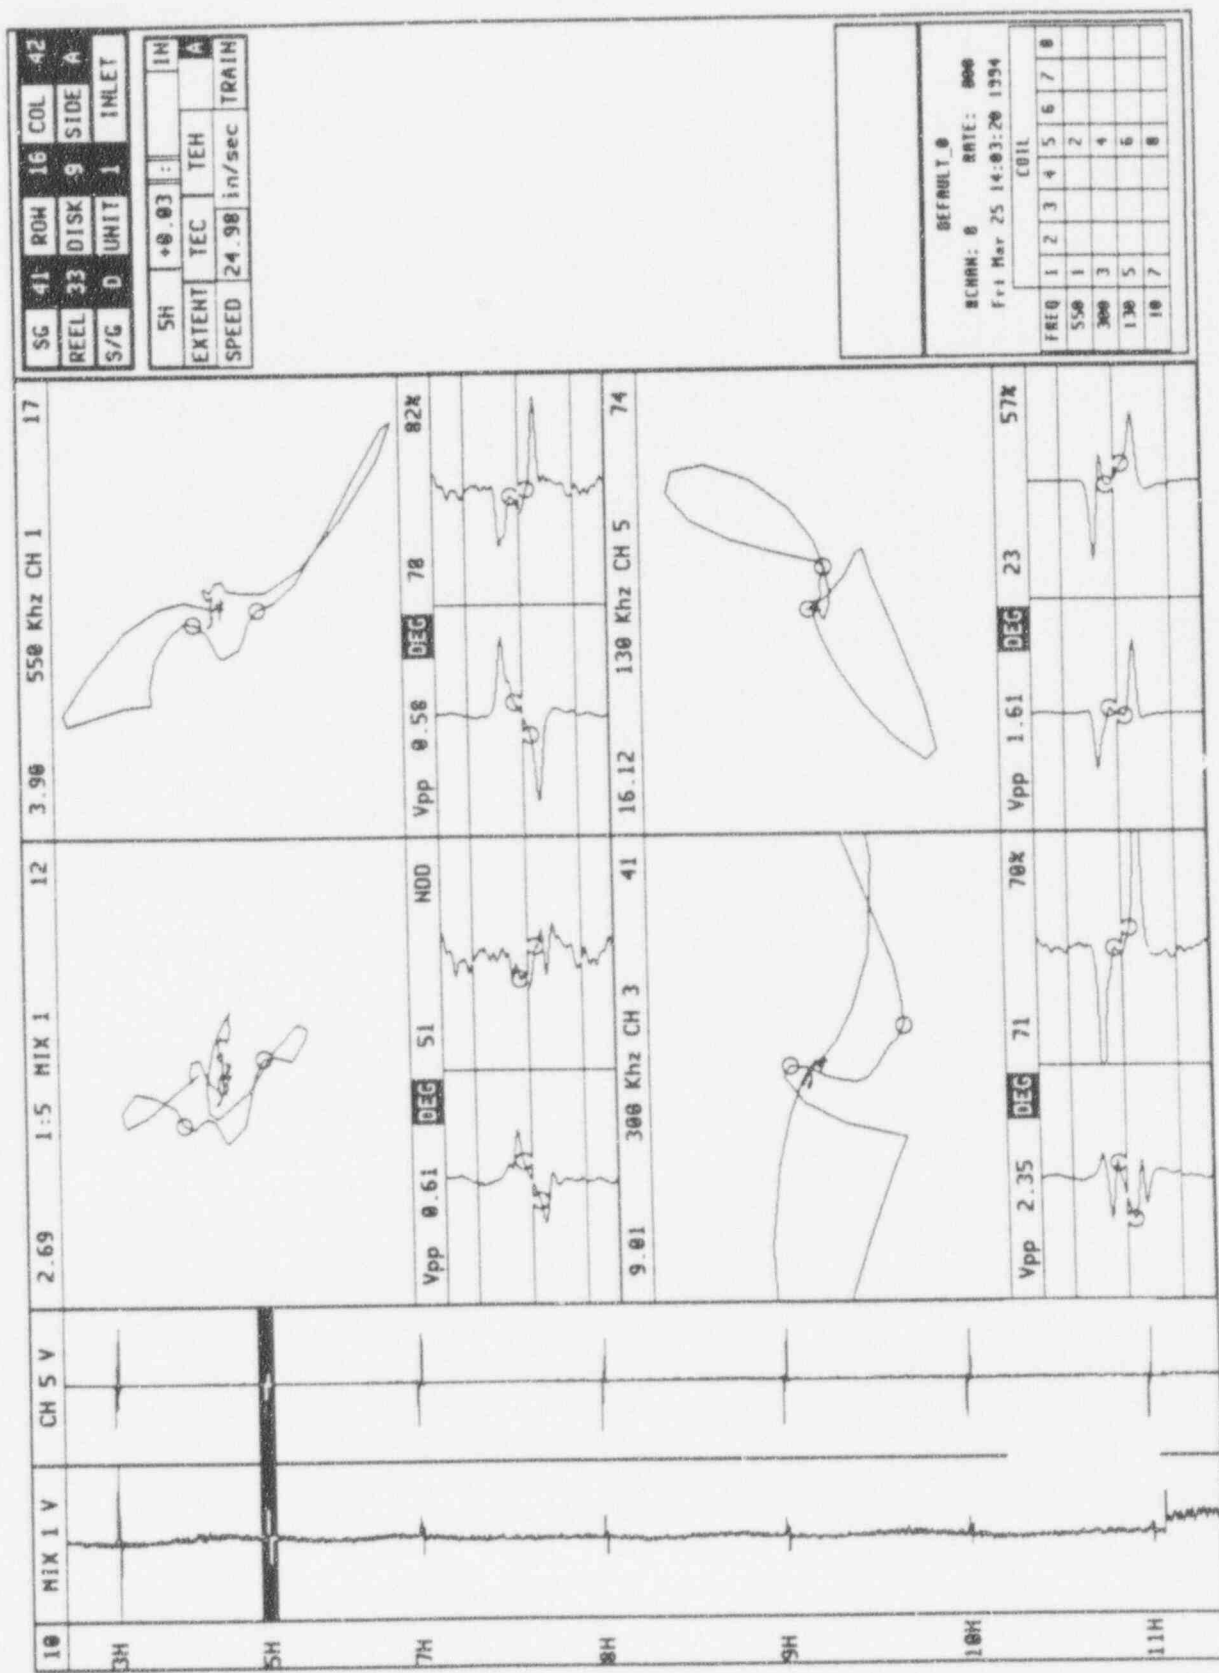 SG 41 ROW 16 COL 42
REEL 33 DISK 9 SIDE A
S/G D UNIT 1 INLET
5H +0.03 : IN
EXTENT TEC TEH A
SPEED 24.98 in/sec TRAIN
10 MIX 1 V CH 5 V
3H
5H
7H
8H
9H
10H
11H
2.69 1:5 MIX 1 12
Vpp 0.61 DEG 51 NDD
3.90 550 Khz CH 1 17
Vpp 0.58 DEG 78 82%
9.01 300 Khz CH 3 41
Vpp 2.35 DEG 71 70%
16.12 130 Khz CH 5 74
Vpp 1.61 DEG 23 57%
DEFAULT_0
#CHAN: 8 RATE: 800
Fri Mar 25 14:03:20 1994
COIL
FREQ 1 2 3 4 5 6 7 8
550 1 2
300 3 4
130 5 6
10 7 8